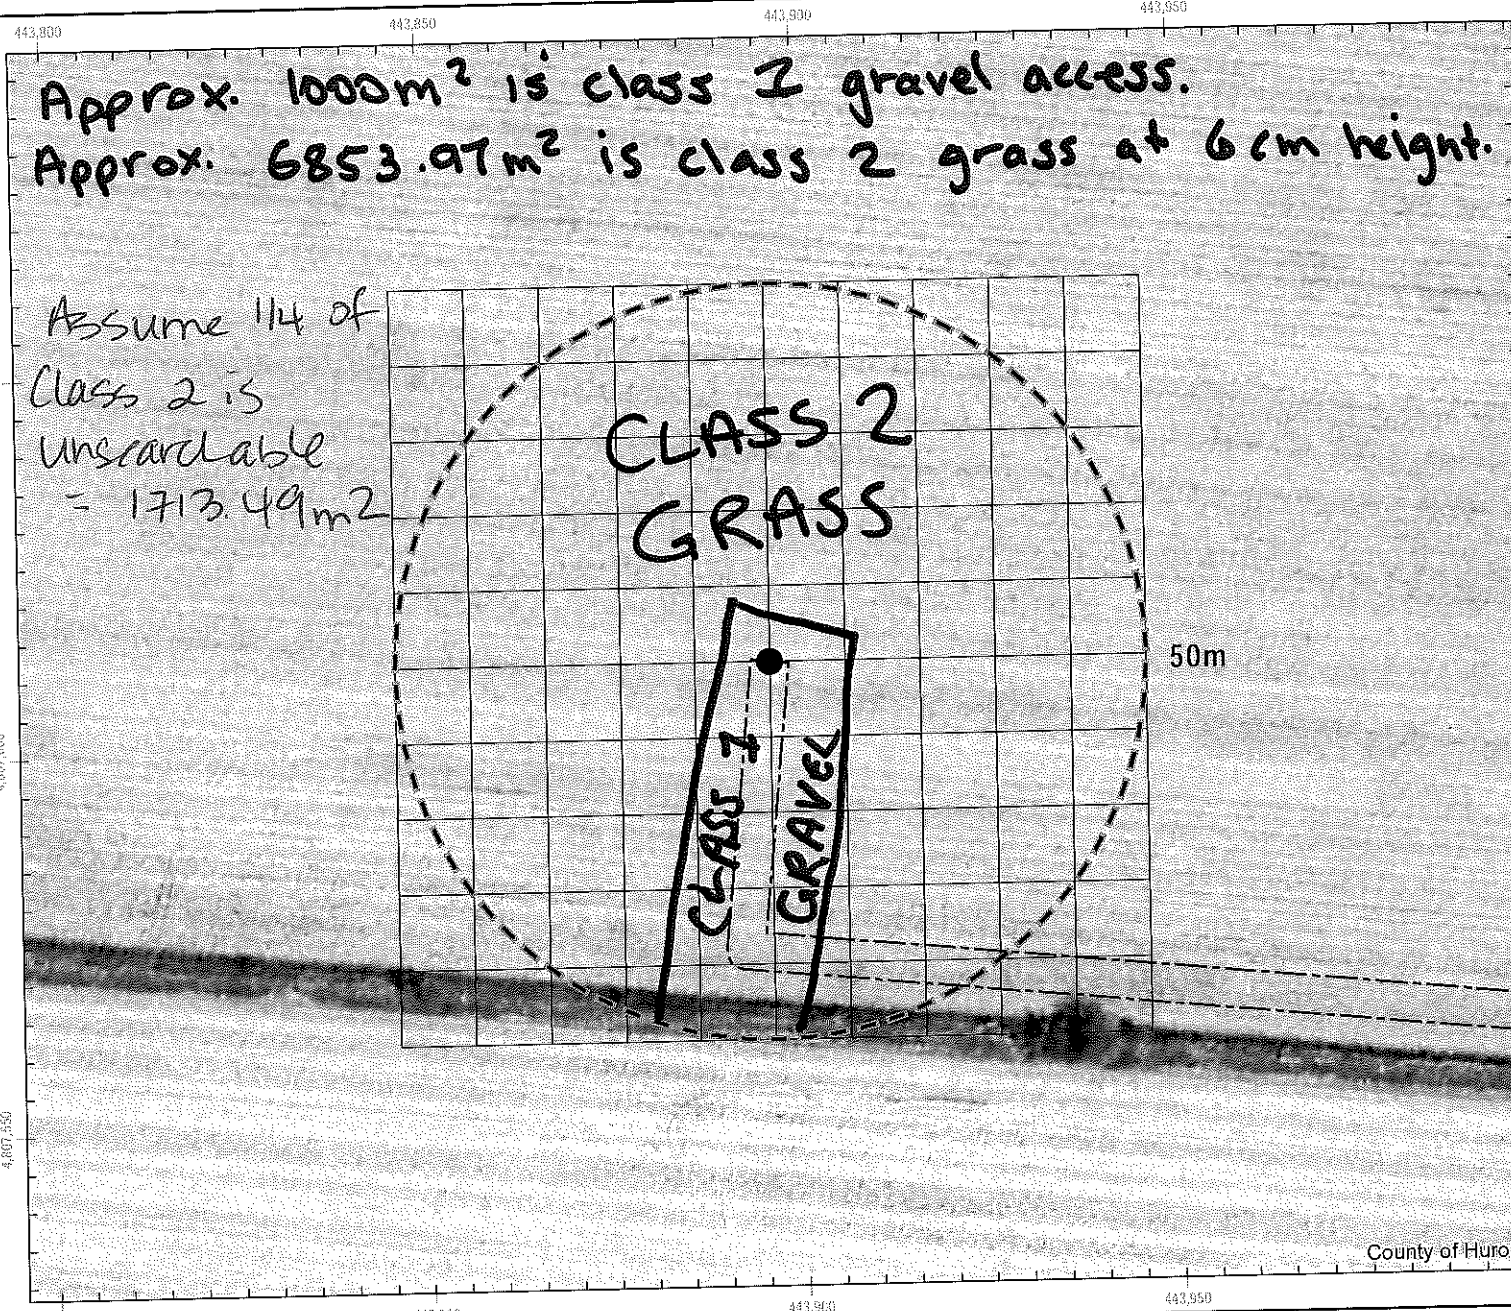 443,800 443,850 443,900 443,950
Approx. 1000m² is class 1 gravel access.
Approx. 6853.97m² is class 2 grass at 6cm height.
Assume 1/4 of
Class 2 is
Unsearchable
= 1713.49m2
CLASS 2
GRASS
50m
CLASS 1
GRAVEL
4,807,550
County of Huro
443,900 443,950